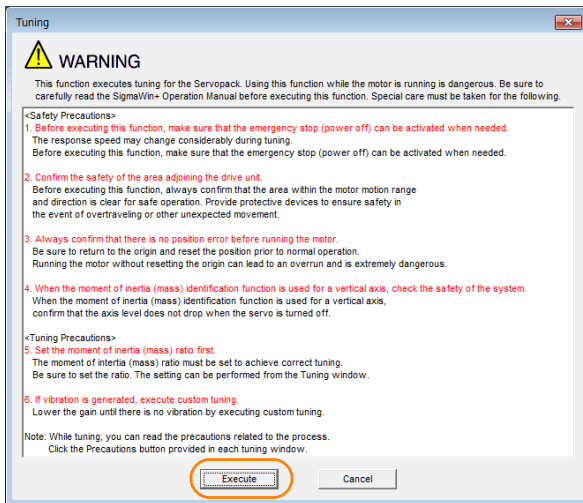 Tuning
WARNING
This function executes tuning for the Servopack. Using this function while the motor is running is dangerous. Be sure to
carefully read the SigmaWin+ Operation Manual before executing this function. Special care must be taken for the following.
<Safety Precautions>
1. Before executing this function, make sure that the emergency stop (power off) can be activated when needed.
The response speed may change considerably during tuning.
Before executing this function, make sure that the emergency stop (power off) can be activated when needed.
2. Confirm the safety of the area adjoining the drive unit.
Before executing this function, always confirm that the area within the motor motion range
and direction is clear for safe operation. Provide protective devices to ensure safety in
the event of overtraveling or other unexpected movement.
3. Always confirm that there is no position error before running the motor.
Be sure to return to the origin and reset the position prior to normal operation.
Running the motor without resetting the origin can lead to an overrun and is extremely dangerous.
4. When the moment of inertia (mass) identification function is used for a vertical axis, check the safety of the system.
When the moment of inertia (mass) identification function is used for a vertical axis,
confirm that the axis level does not drop when the servo is turned off.
<Tuning Precautions>
5. Set the moment of inertia (mass) ratio first.
The moment of intertia (mass) ratio must be set to achieve correct tuning.
Be sure to set the ratio. The setting can be performed from the Tuning window.
6. If vibration is generated, execute custom tuning.
Lower the gain until there is no vibration by executing custom tuning.
Note: While tuning, you can read the precautions related to the process.
Click the Precautions button provided in each tuning window.
Execute Cancel